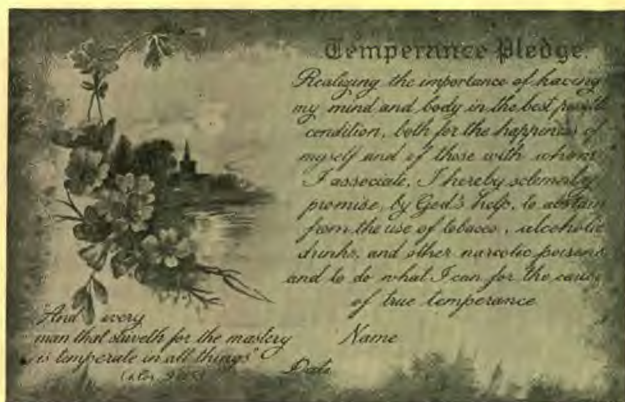 Temperance Pledge.
Realizing the importance of having
my mind and body in the best possible
condition, both for the happiness of
myself and of those with whom
I associate, I hereby solemnly
promise, by God's help, to abstain
from the use of tobacco, alcoholic
drinks, and other narcotic poisons
and to do what I can for the cause
of true temperance
Name
Date
"And every
man that striveth for the mastery
is temperate in all things"